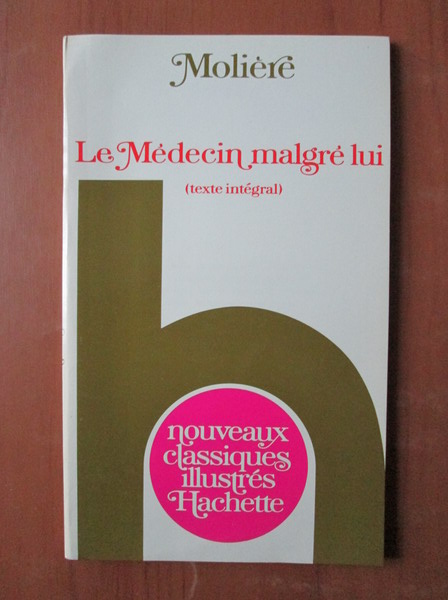 Molière
Le Médecin malgré lui
(texte intégral)
nouveaux
classiques
illustrés
Hachette